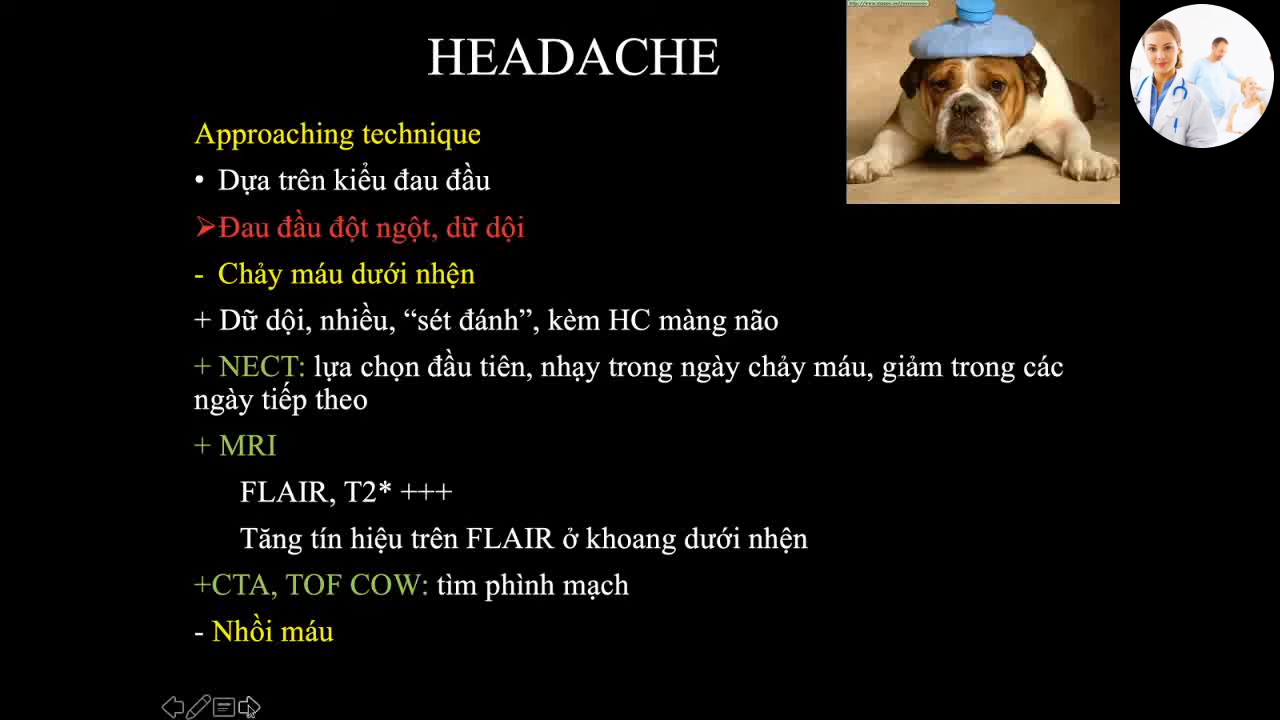 HEADACHE
Approaching technique
• Dựa trên kiểu đau đầu
➢Đau đầu đột ngột, dữ dội
- Chảy máu dưới nhện
+ Dữ dội, nhiều, “sét đánh”, kèm HC màng não
+ NECT: lựa chọn đầu tiên, nhạy trong ngày chảy máu, giảm trong các
ngày tiếp theo
+ MRI
FLAIR, T2* +++
Tăng tín hiệu trên FLAIR ở khoang dưới nhện
+CTA, TOF COW: tìm phình mạch
- Nhồi máu